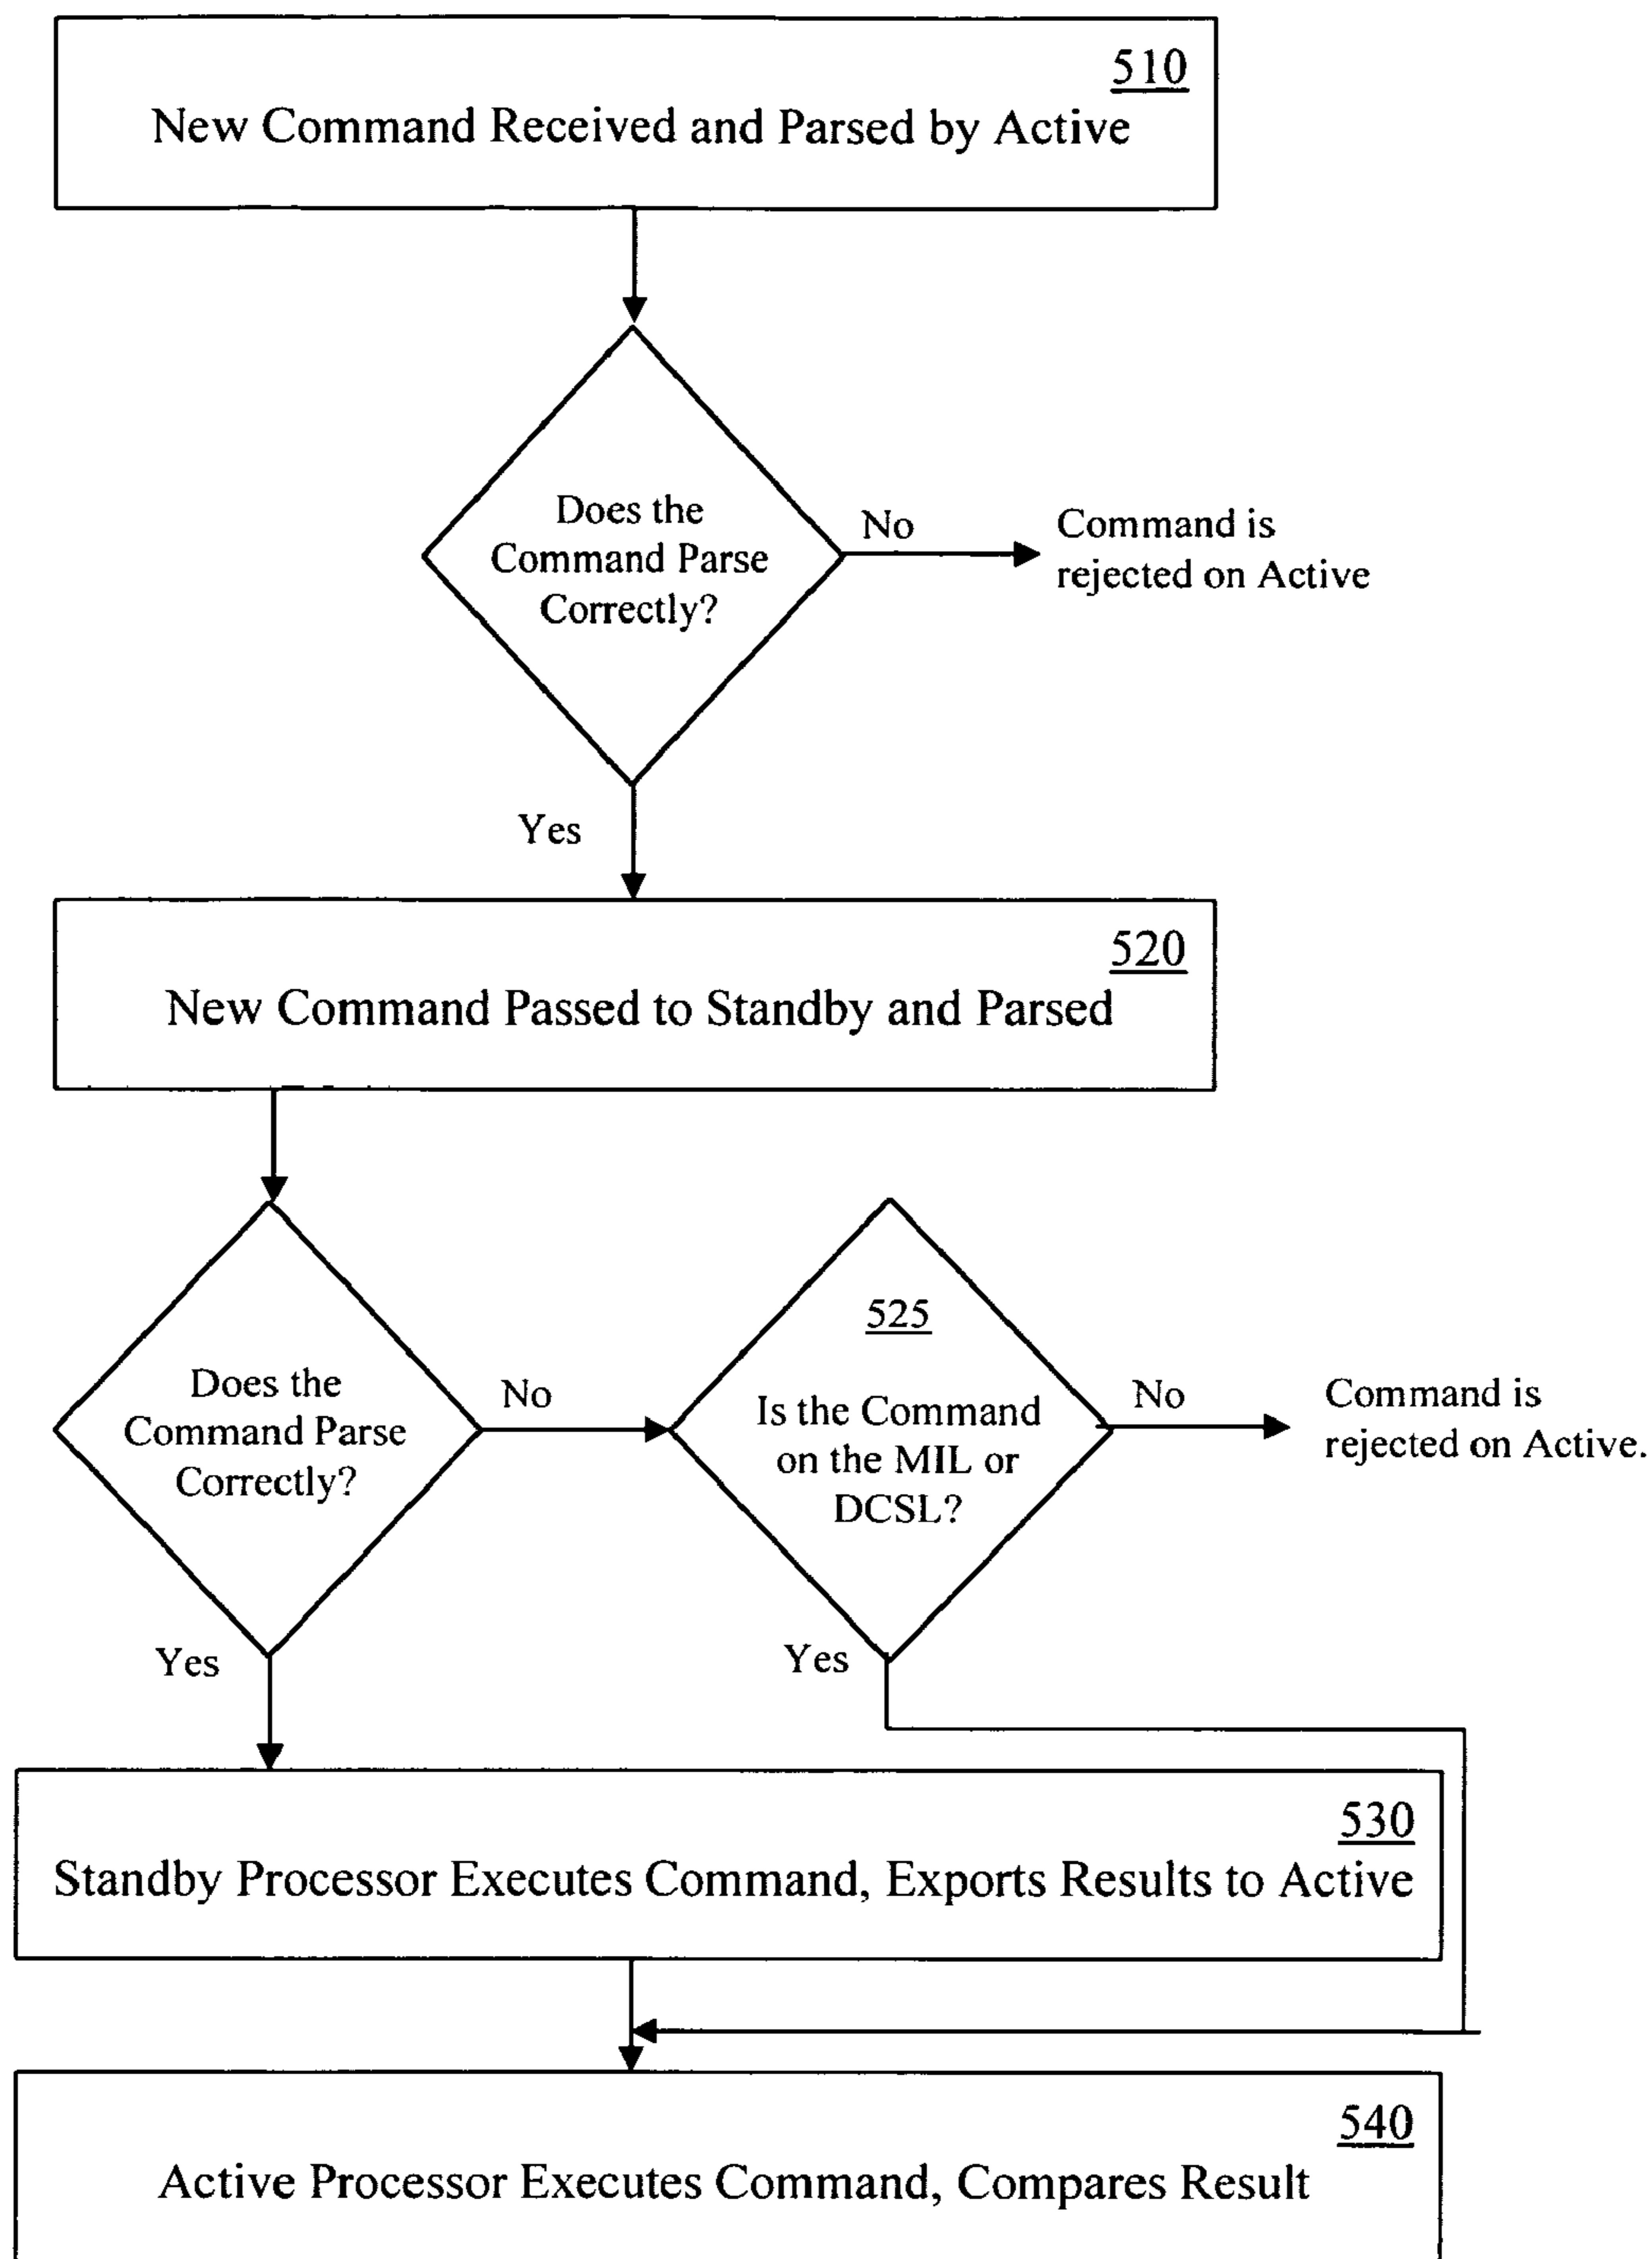 510
New Command Received and Parsed by Active
Does the
Command Parse
Correctly?
No
Command is
rejected on Active
Yes
520
New Command Passed to Standby and Parsed
Does the
Command Parse
Correctly?
No
525
Is the Command
on the MIL or
DCSL?
No
Command is
rejected on Active.
Yes
Yes
530
Standby Processor Executes Command, Exports Results to Active
540
Active Processor Executes Command, Compares Result